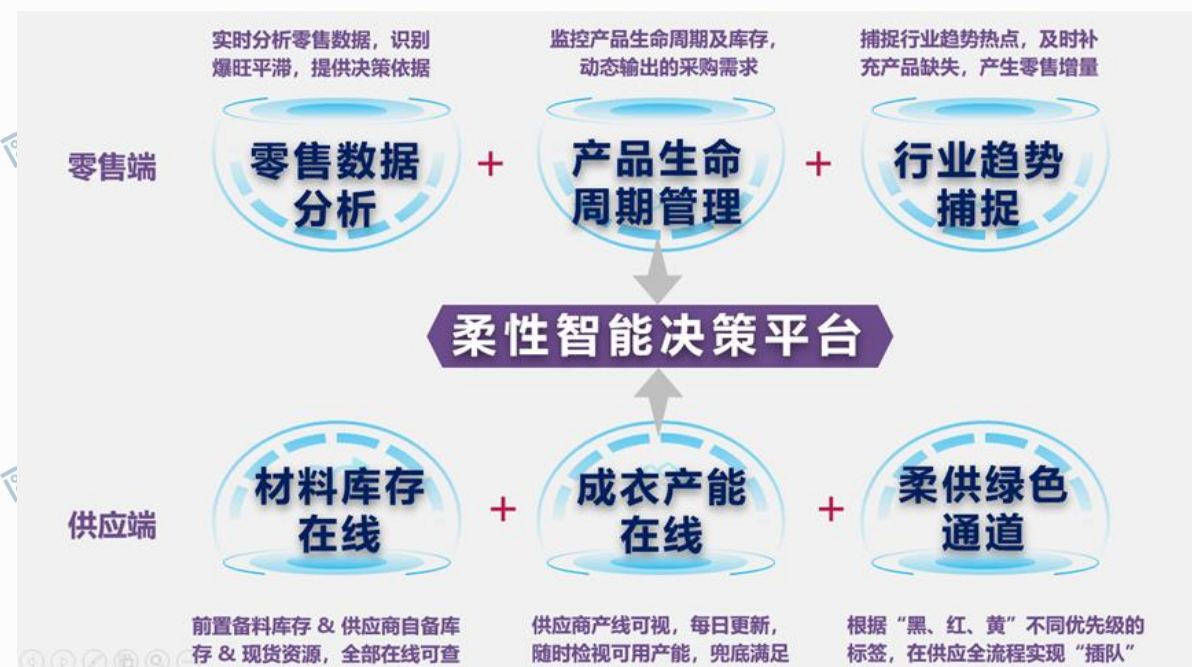 实时分析零售数据，识别
爆旺平滞，提供决策依据
监控产品生命周期及库存，
动态输出的采购需求
捕捉行业趋势热点，及时补
充产品缺失，产生零售增量
零售端
零售数据
分析
+
产品生命
周期管理
+
行业趋势
捕捉
柔性智能决策平台
供应端
材料库存
在线
+
成衣产能
在线
+
柔供绿色
通道
前置备料库存 & 供应商自备库
存 & 现货资源，全部在线可查
供应商产线可视，每日更新，
随时检视可用产能，兜底满足
根据“黑、红、黄”不同优先级的
标签，在供应全流程实现“插队”